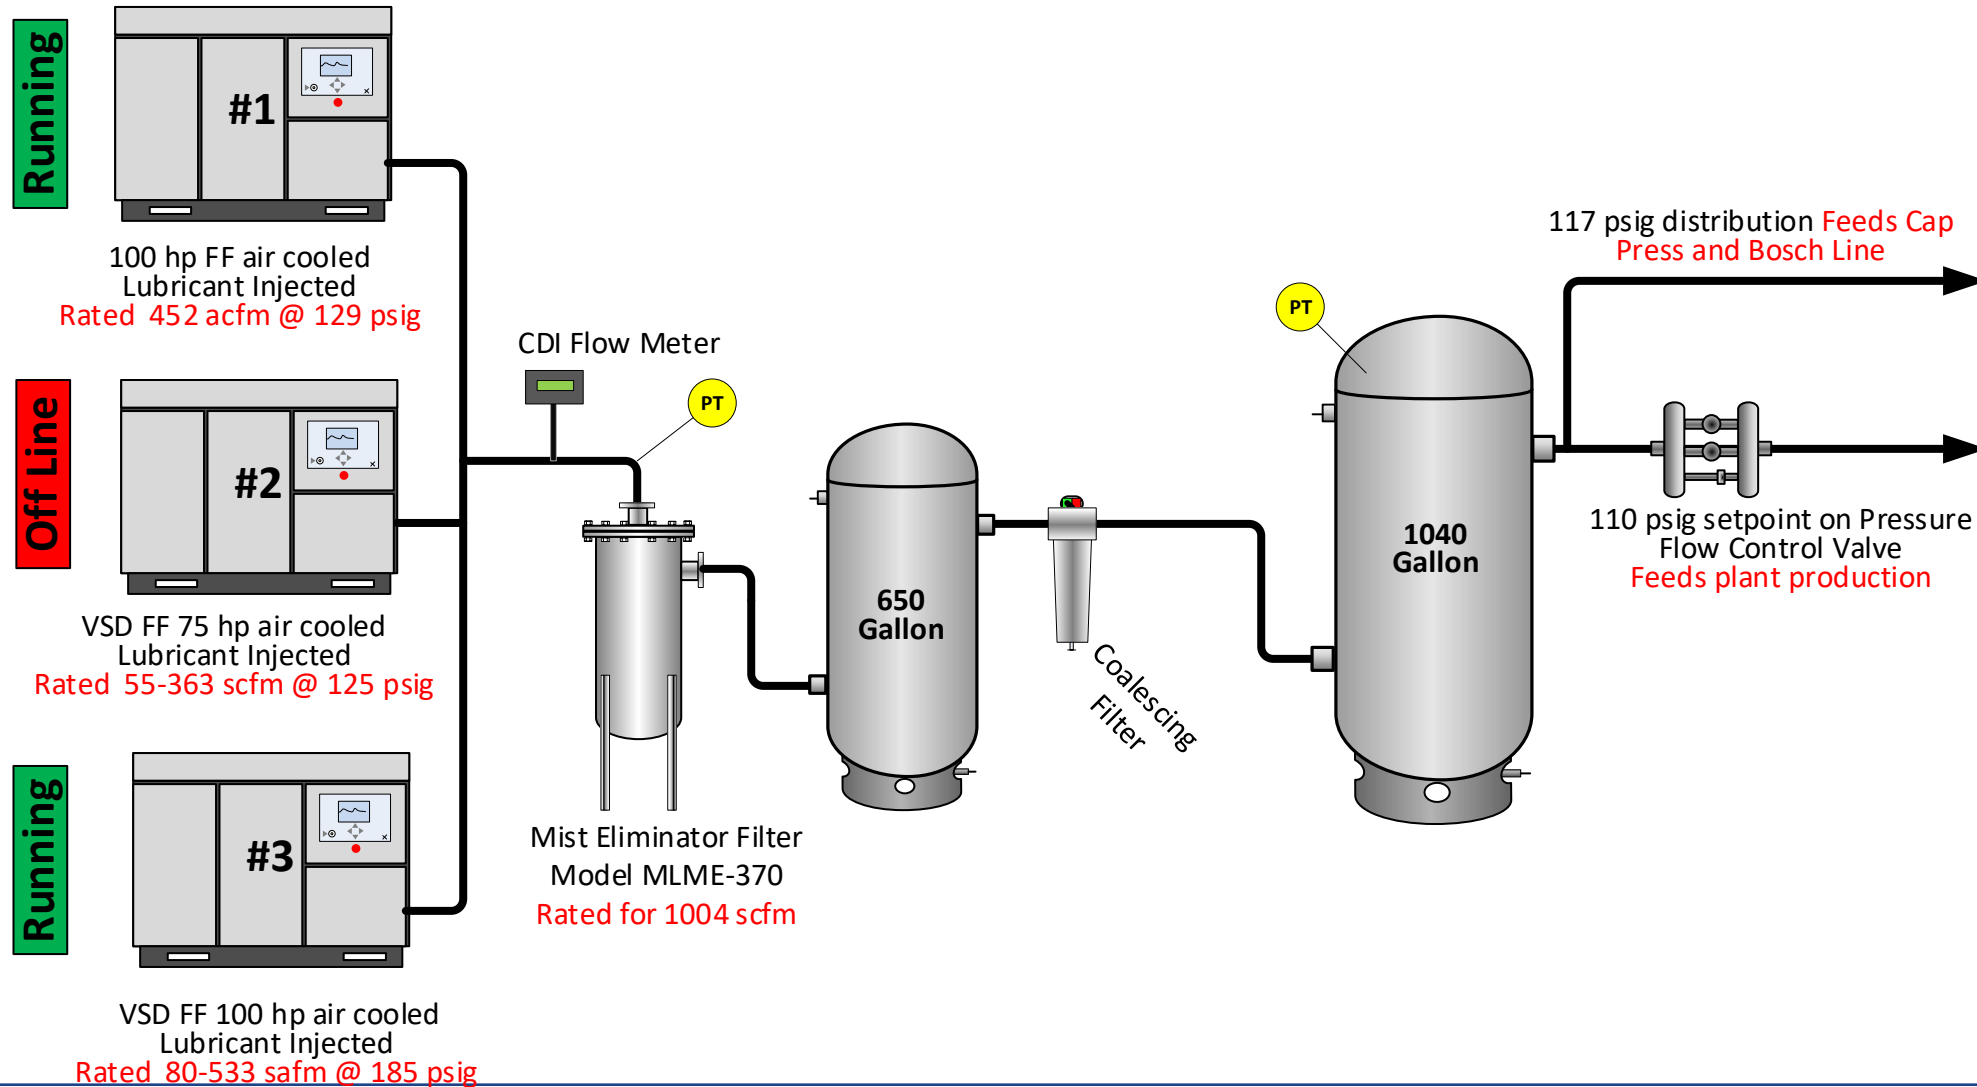 Running
#1
100 hp FF air cooled
Lubricant Injected
Rated 452 acfm @ 129 psig
Off Line
#2
VSD FF 75 hp air cooled
Lubricant Injected
Rated 55-363 scfm @ 125 psig
Running
#3
VSD FF 100 hp air cooled
Lubricant Injected
Rated 80-533 safm @ 185 psig
CDI Flow Meter
PT
Mist Eliminator Filter
Model MLME-370
Rated for 1004 scfm
650
Gallon
Coalescing
Filter
PT
1040
Gallon
117 psig distribution Feeds Cap
Press and Bosch Line
110 psig setpoint on Pressure
Flow Control Valve
Feeds plant production